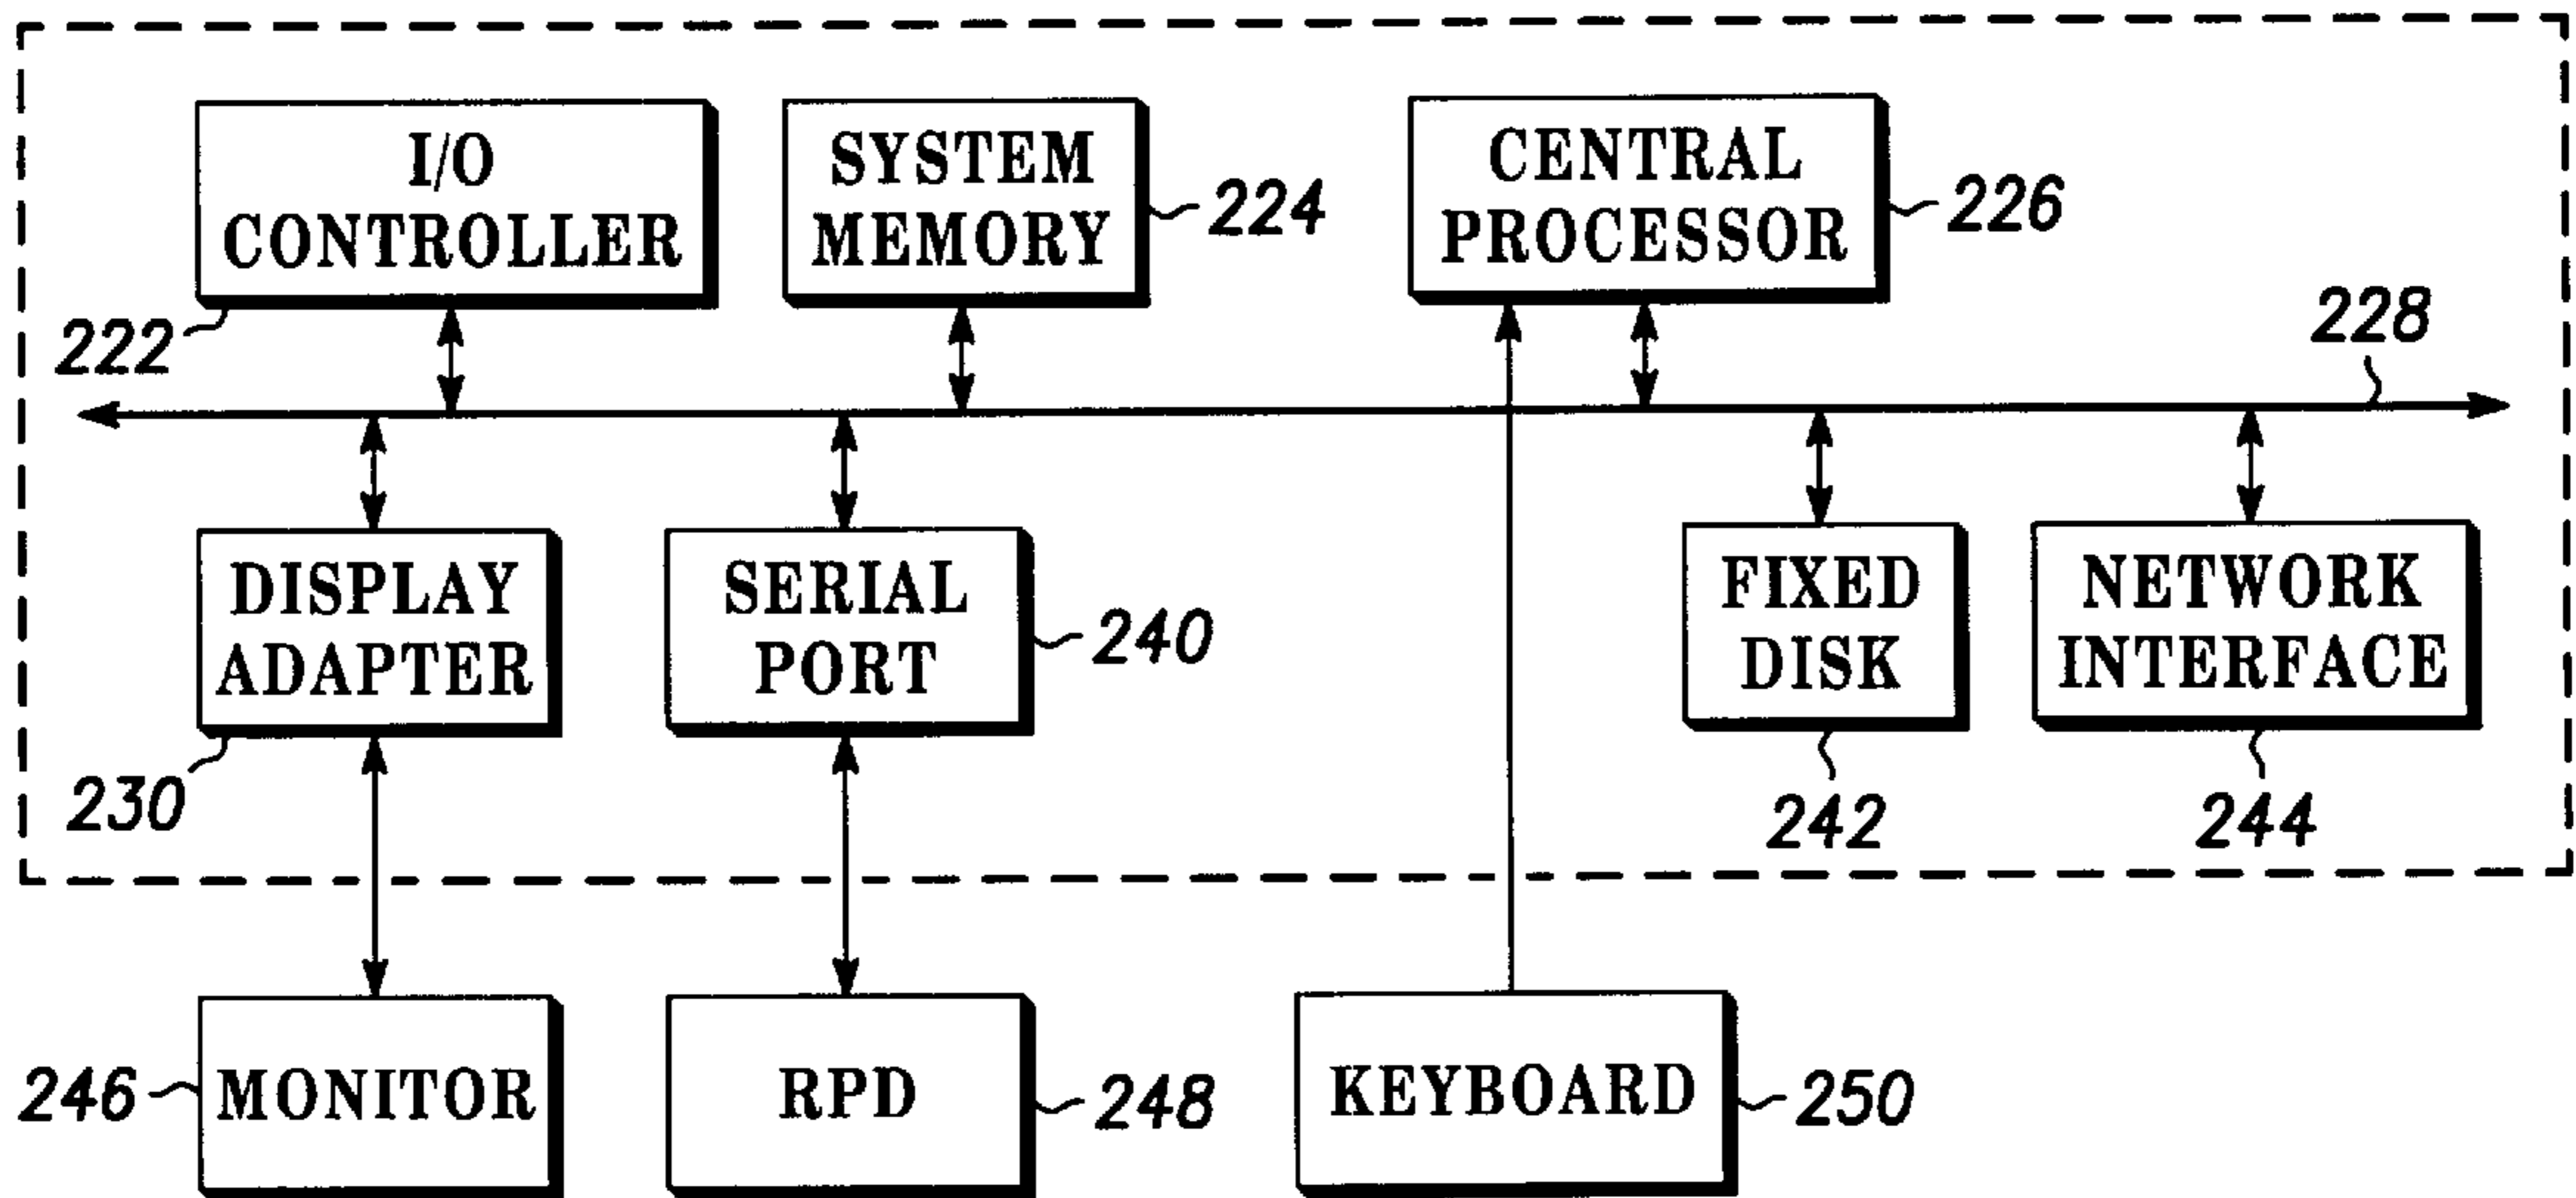 I/O
CONTROLLER
222
SYSTEM
MEMORY
224
CENTRAL
PROCESSOR
226
228
DISPLAY
ADAPTER
230
SERIAL
PORT
240
FIXED
DISK
242
NETWORK
INTERFACE
244
246
MONITOR
RPD
248
KEYBOARD
250